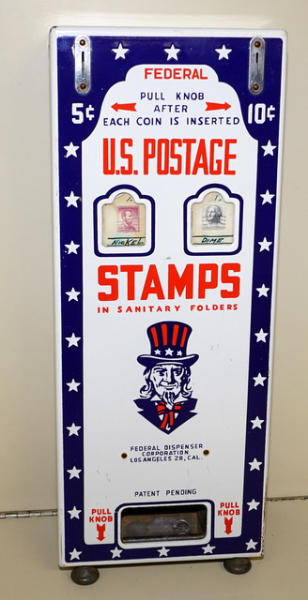 FEDERAL
PULL KNOB
AFTER
5¢ EACH COIN IS INSERTED 10¢
U.S. POSTAGE
NICKEL DIME
STAMPS
IN SANITARY FOLDERS
FEDERAL DISPENSER
CORPORATION
LOS ANGELES 28, CAL.
PATENT PENDING
PULL KNOB
PULL KNOB